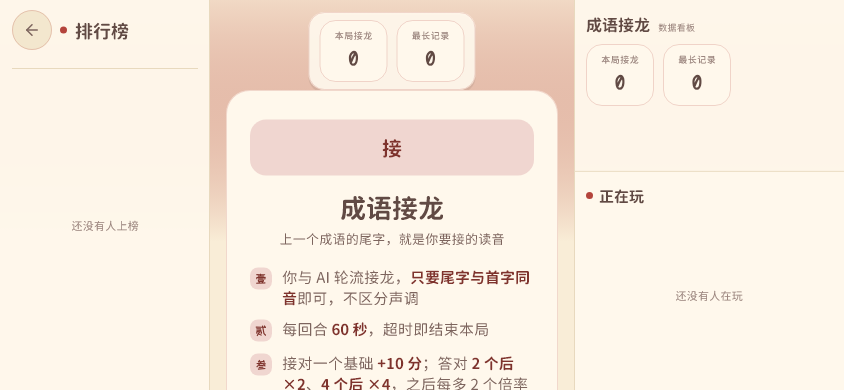 排行榜
还没有人上榜
本局接龙
0
最长记录
0
接
成语接龙
上一个成语的尾字，就是你要接的读音
壹
你与 AI 轮流接龙，只要尾字与首字同
音即可，不区分声调
贰
每回合 60 秒，超时即结束本局
叁
接对一个基础 +10 分；答对 2 个后
×2、4 个后 ×4，之后每多 2 个倍率
成语接龙 数据看板
本局接龙
0
最长记录
0
正在玩
还没有人在玩